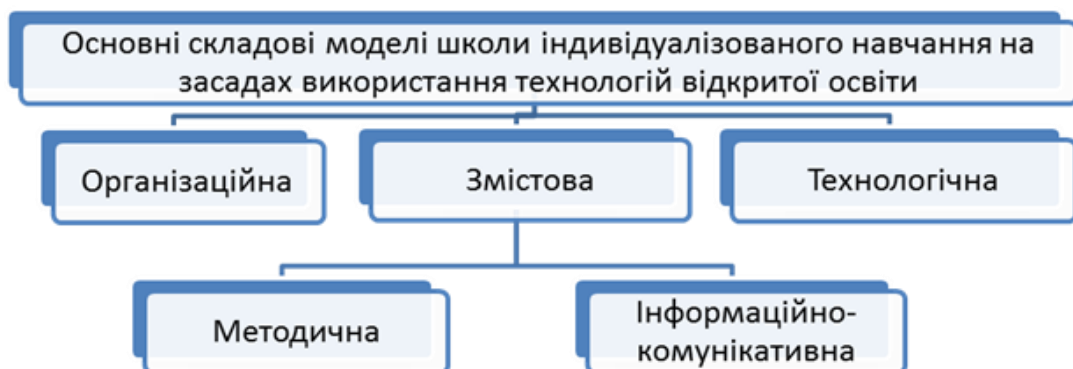 Основні складові моделі школи індивідуалізованого навчання на
засадах використання технологій відкритої освіти
Організаційна
Змістова
Технологічна
Методична
Інформаційно-
комунікативна